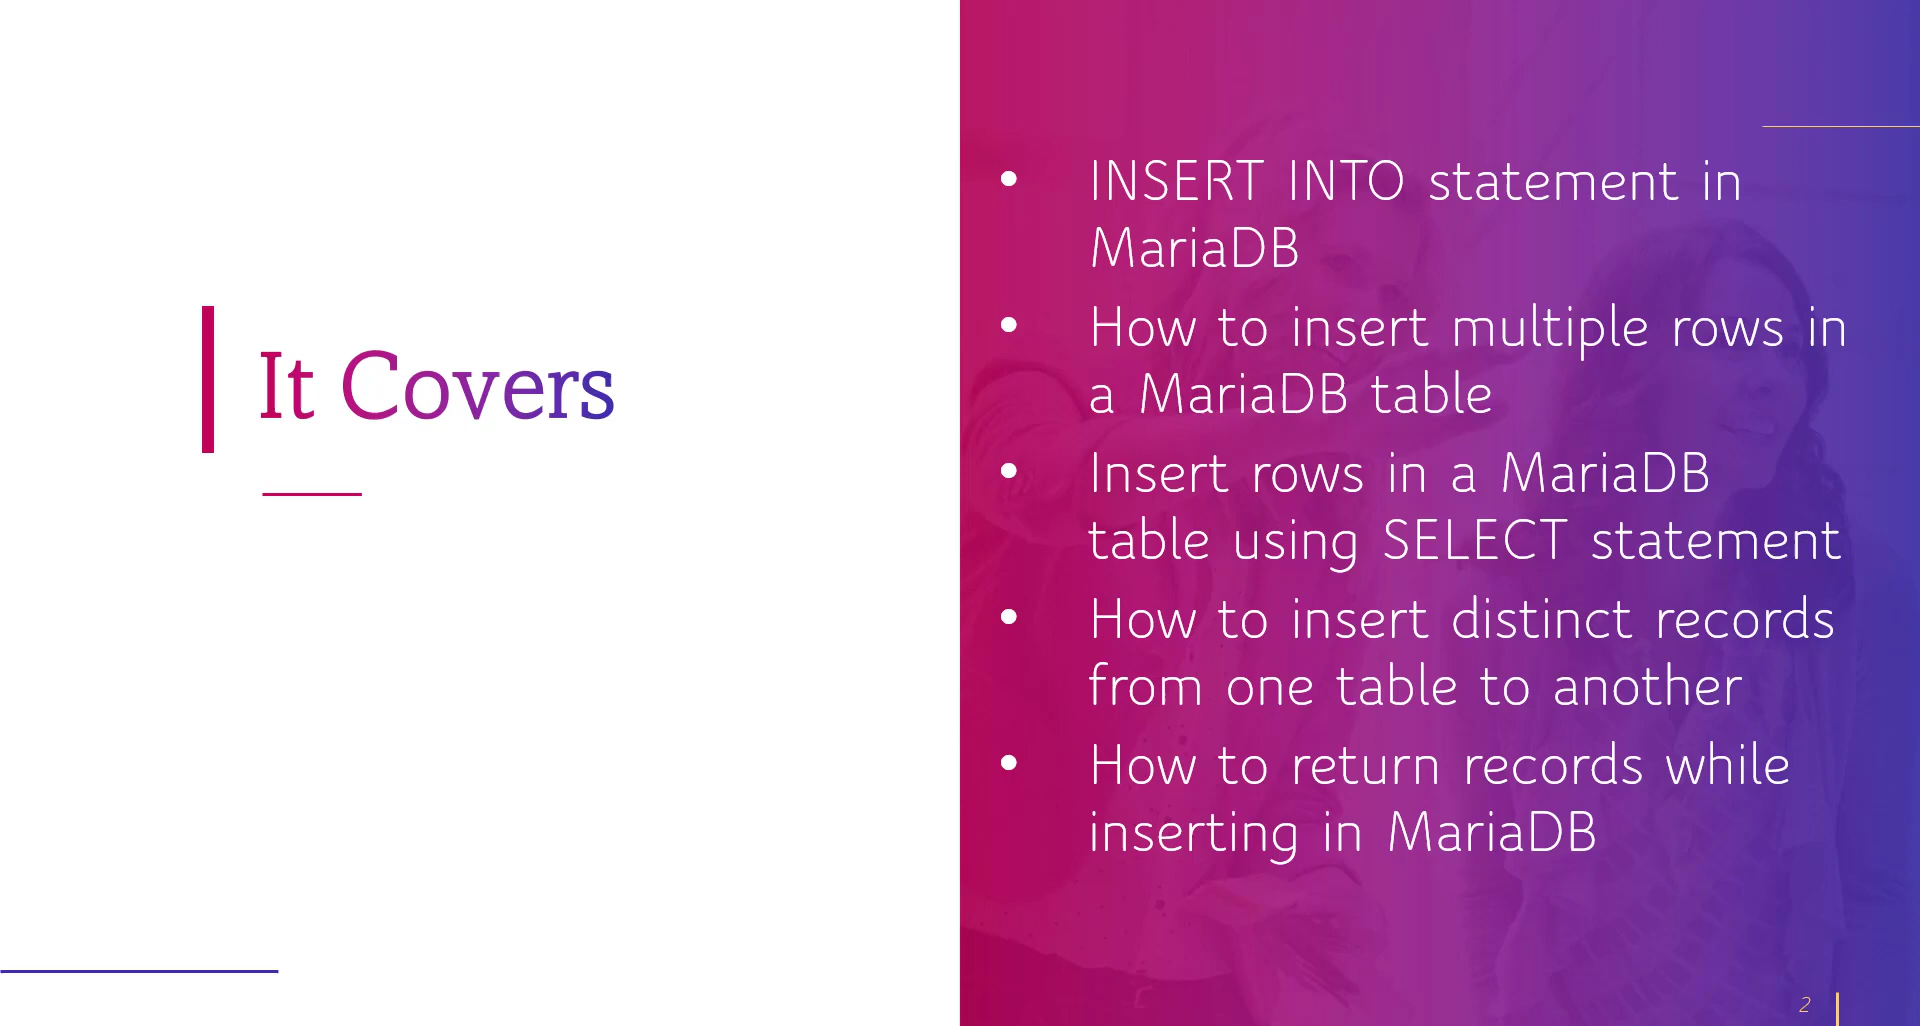 It Covers
• INSERT INTO statement in
MariaDB
• How to insert multiple rows in
a MariaDB table
• Insert rows in a MariaDB
table using SELECT statement
• How to insert distinct records
from one table to another
• How to return records while
inserting in MariaDB
2